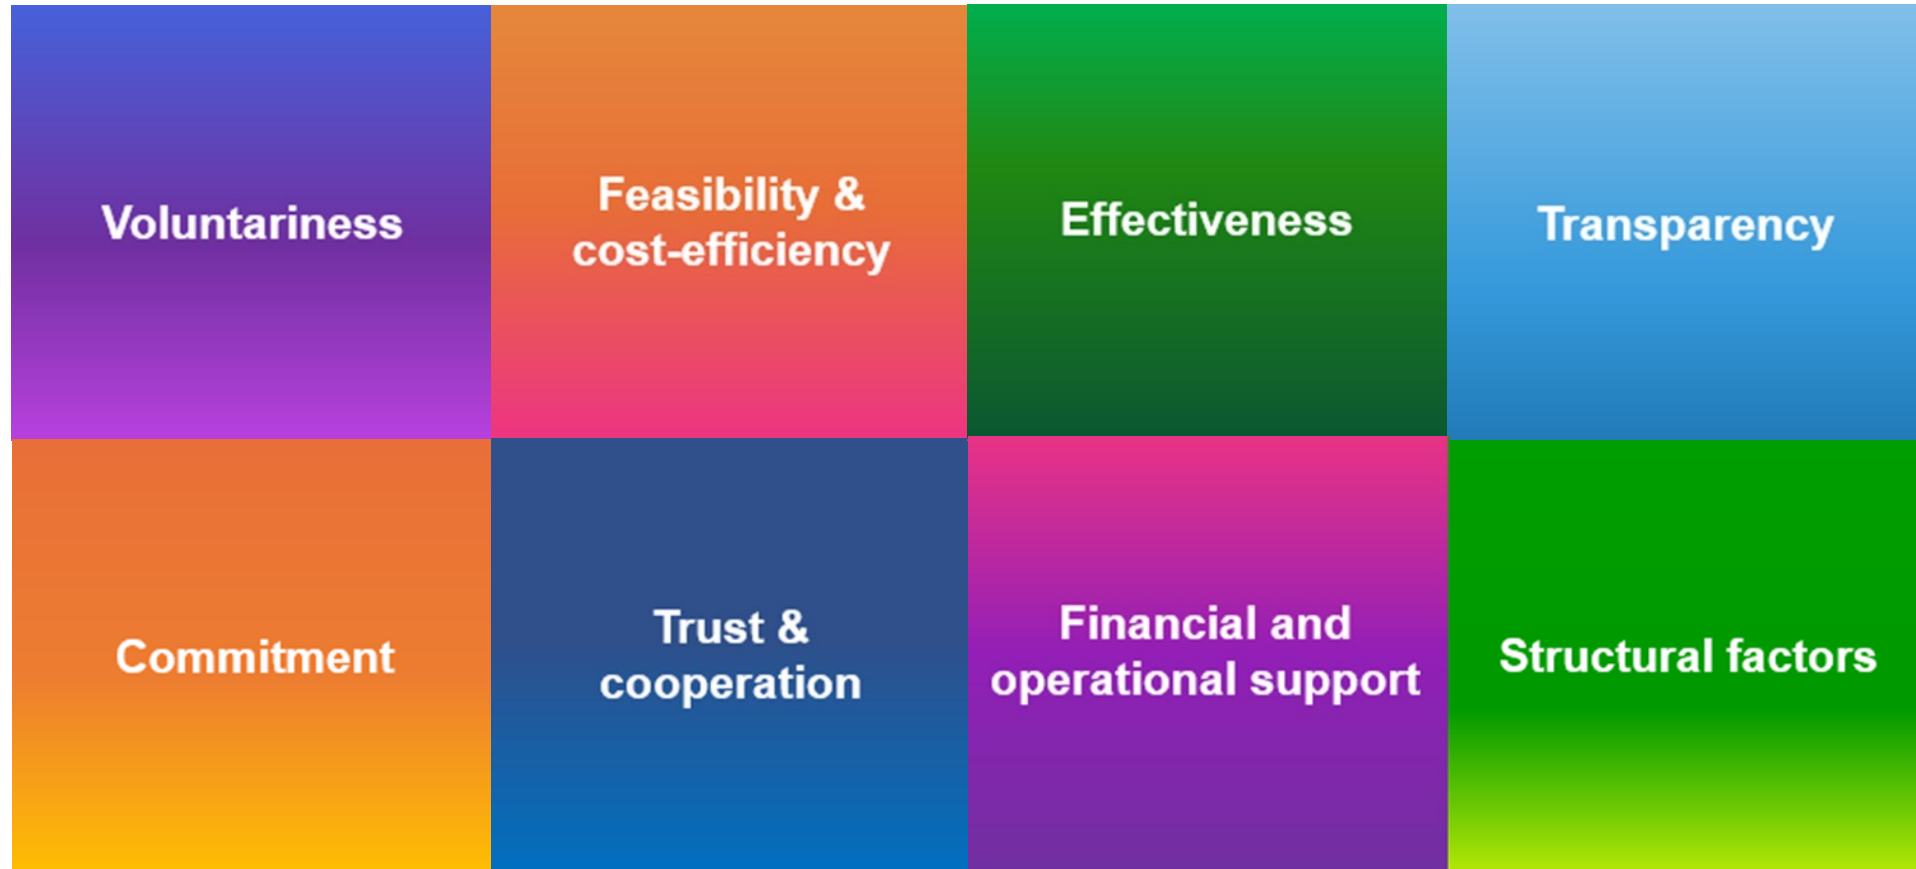 Voluntariness
Feasibility &
cost-efficiency
Effectiveness
Transparency
Commitment
Trust &
cooperation
Financial and
operational support
Structural factors